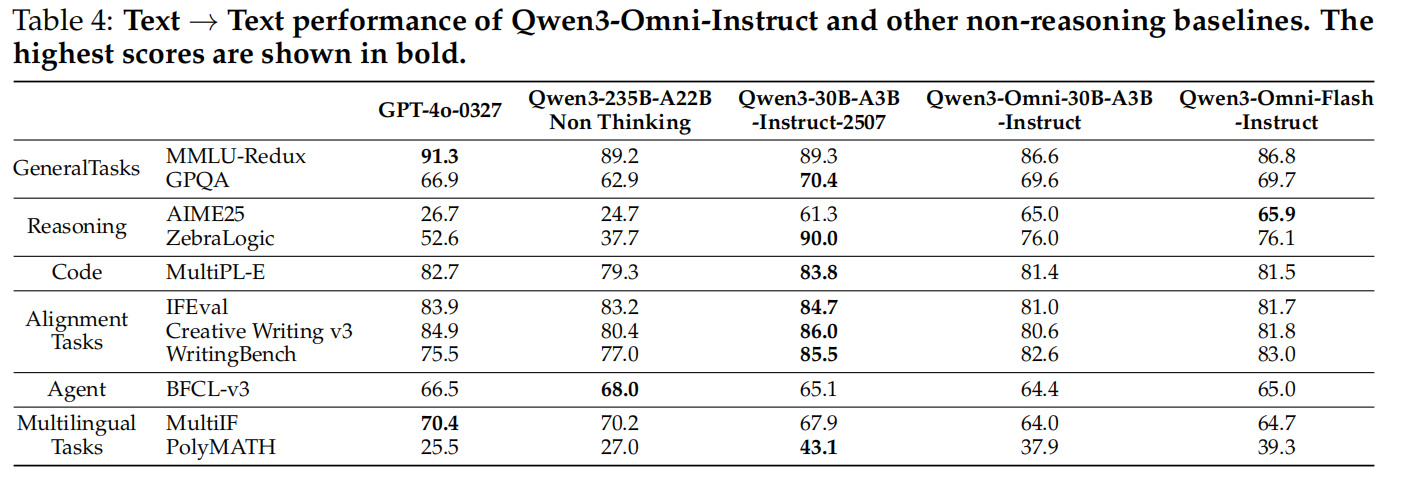 Table 4: Text → Text performance of Qwen3-Omni-Instruct and other non-reasoning baselines. The
highest scores are shown in bold.
GPT-4o-0327 Qwen3-235B-A22B Qwen3-30B-A3B Qwen3-Omni-30B-A3B Qwen3-Omni-Flash
Non Thinking -Instruct-2507 -Instruct -Instruct
GeneralTasks MMLU-Redux 91.3 89.2 89.3 86.6 86.8
GPQA 66.9 62.9 70.4 69.6 69.7
Reasoning AIME25 26.7 24.7 61.3 65.0 65.9
ZebraLogic 52.6 37.7 90.0 76.0 76.1
Code MultiPL-E 82.7 79.3 83.8 81.4 81.5
Alignment Tasks IFEval 83.9 83.2 84.7 81.0 81.7
Creative Writing v3 84.9 80.4 86.0 80.6 81.8
WritingBench 75.5 77.0 85.5 82.6 83.0
Agent BFCL-v3 66.5 68.0 65.1 64.4 65.0
Multilingual MultiIF 70.4 70.2 67.9 64.0 64.7
Tasks PolyMATH 25.5 27.0 43.1 37.9 39.3